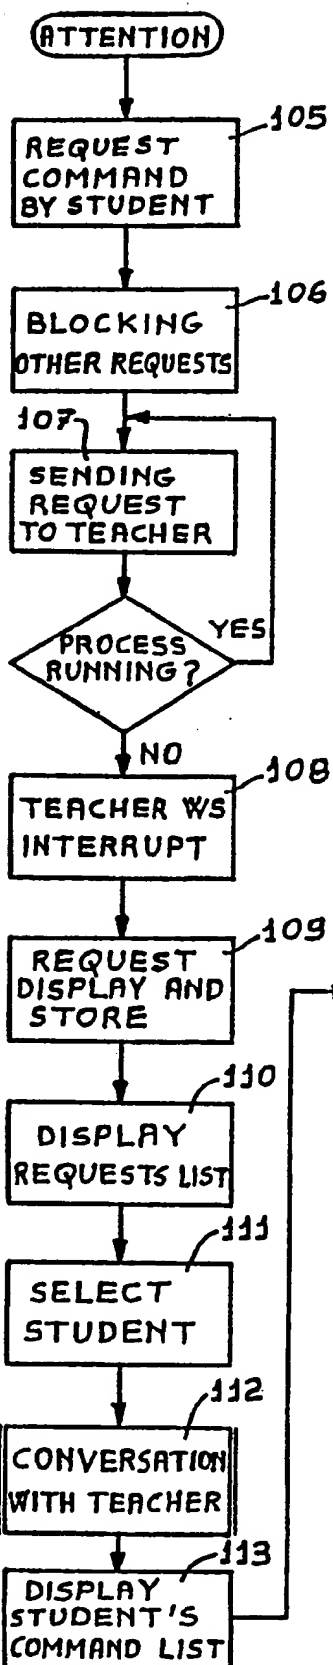 ATTENTION
105
REQUEST
COMMAND
BY STUDENT
106
BLOCKING
OTHER REQUESTS
107
SENDING
REQUEST
TO TEACHER
PROCESS
RUNNING?
YES
NO
108
TEACHER WS
INTERRUPT
109
REQUEST
DISPLAY AND
STORE
110
DISPLAY
REQUESTS LIST
111
SELECT
STUDENT
112
CONVERSATION
WITH TEACHER
113
DISPLAY
STUDENT'S
COMMAND LIST